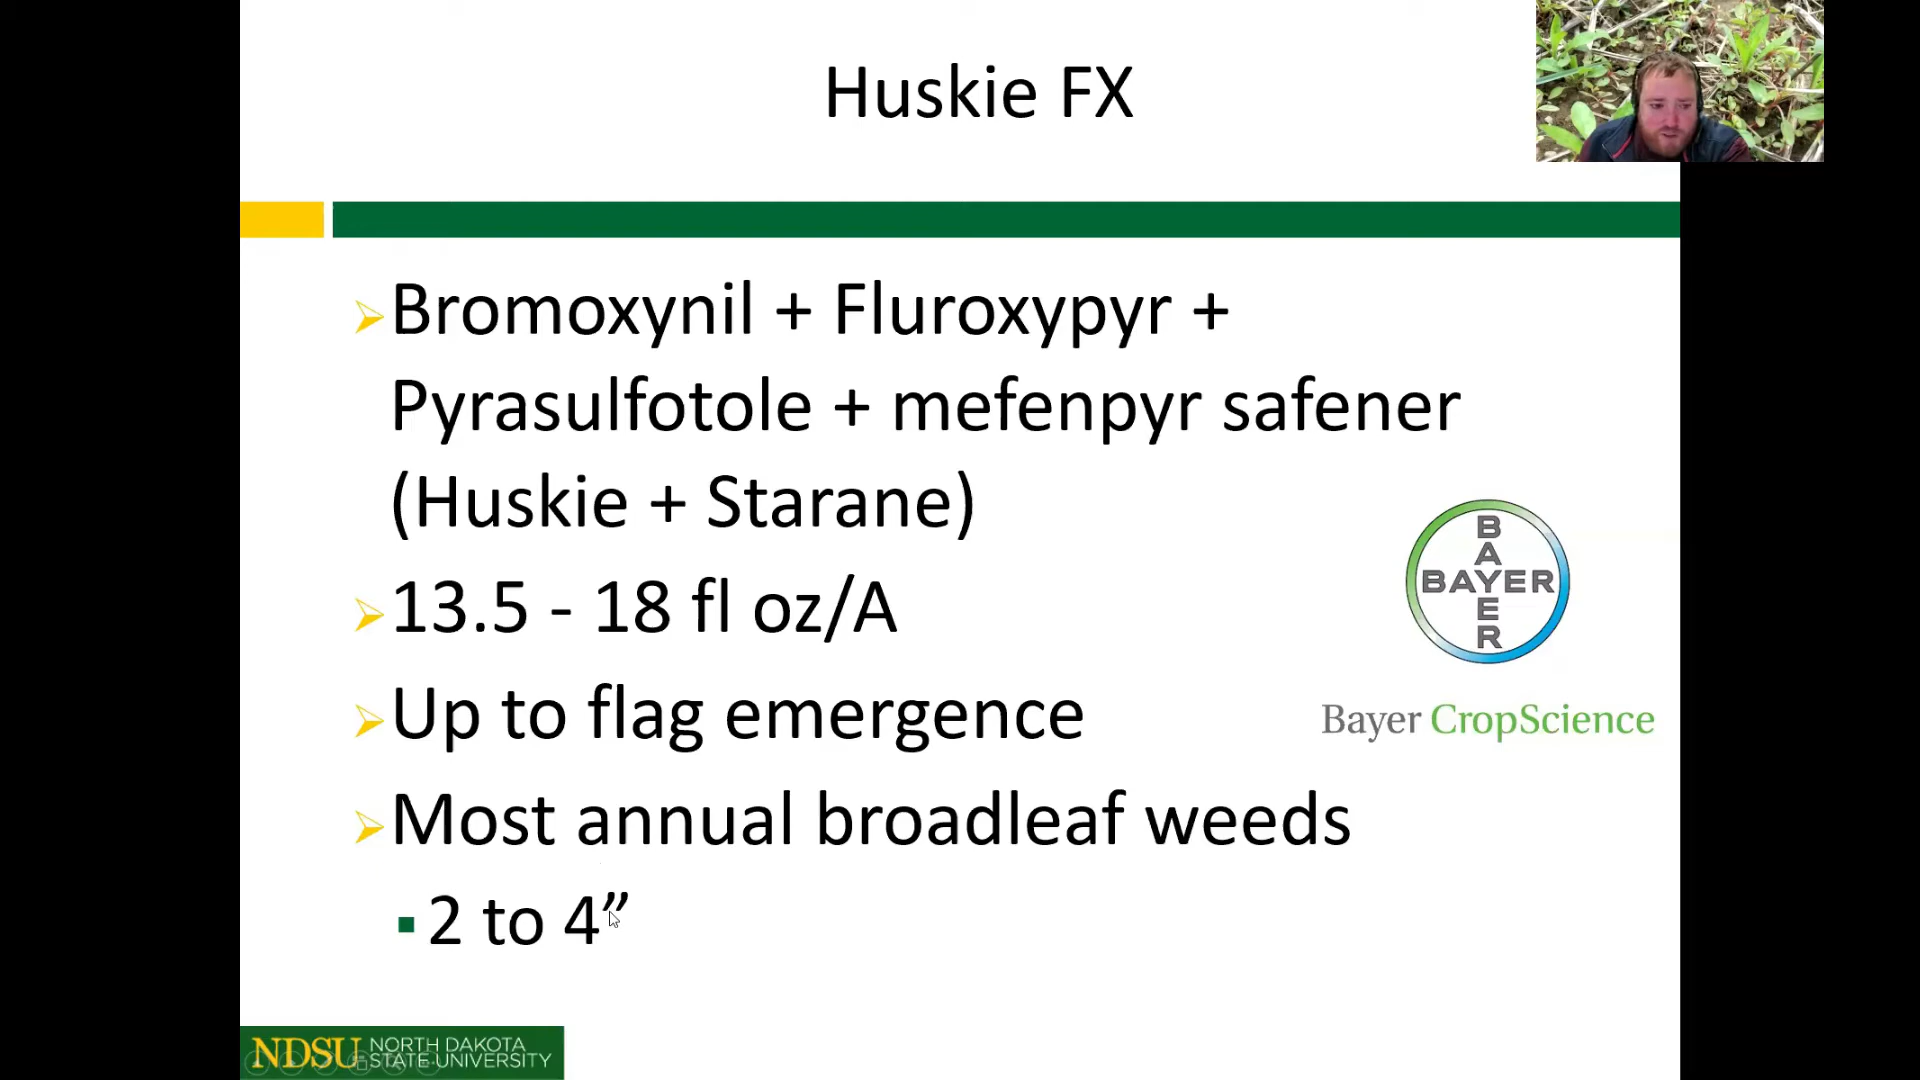 Huskie FX
Bromoxynil + Fluroxypyr +
Pyrasulfotole + mefenpyr safener
(Huskie + Starane)
13.5 - 18 fl oz/A
Up to flag emergence
Most annual broadleaf weeds
2 to 4”
BAYER
BAYER
Bayer CropScience
NDSU NORTH DAKOTA
STATE UNIVERSITY